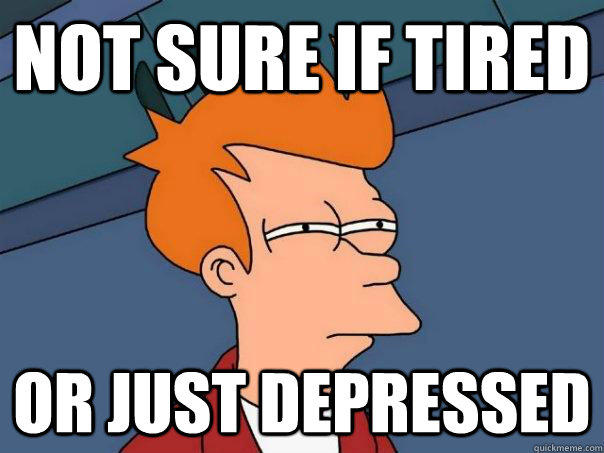 NOT SURE IF TIRED
OR JUST DEPRESSED
quickmeme.com